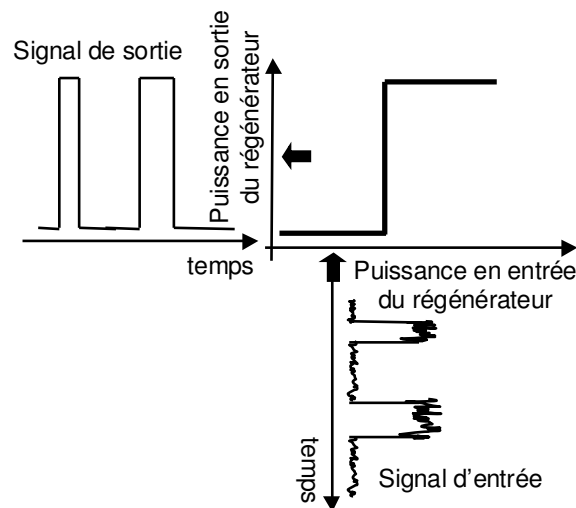 Signal de sortie
Puissance en sortie
du régénérateur
temps
Puissance en entrée
du régénérateur
temps
Signal d'entrée